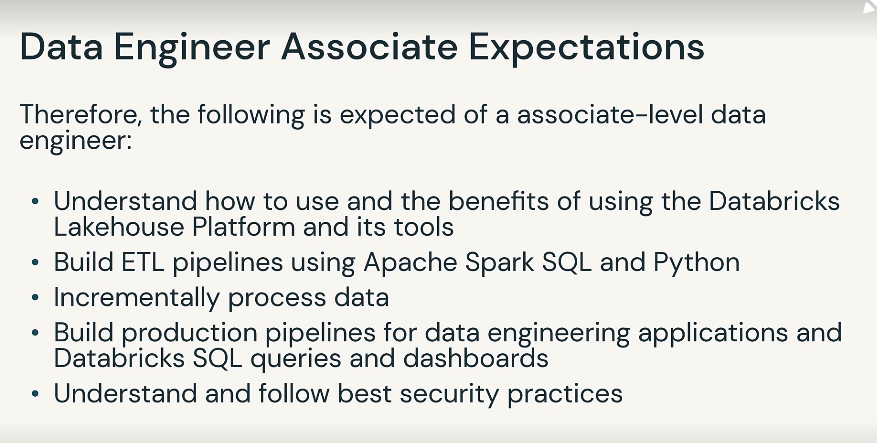 Data Engineer Associate Expectations
Therefore, the following is expected of a associate-level data
engineer:
• Understand how to use and the benefits of using the Databricks
Lakehouse Platform and its tools
• Build ETL pipelines using Apache Spark SQL and Python
• Incrementally process data
• Build production pipelines for data engineering applications and
Databricks SQL queries and dashboards
• Understand and follow best security practices